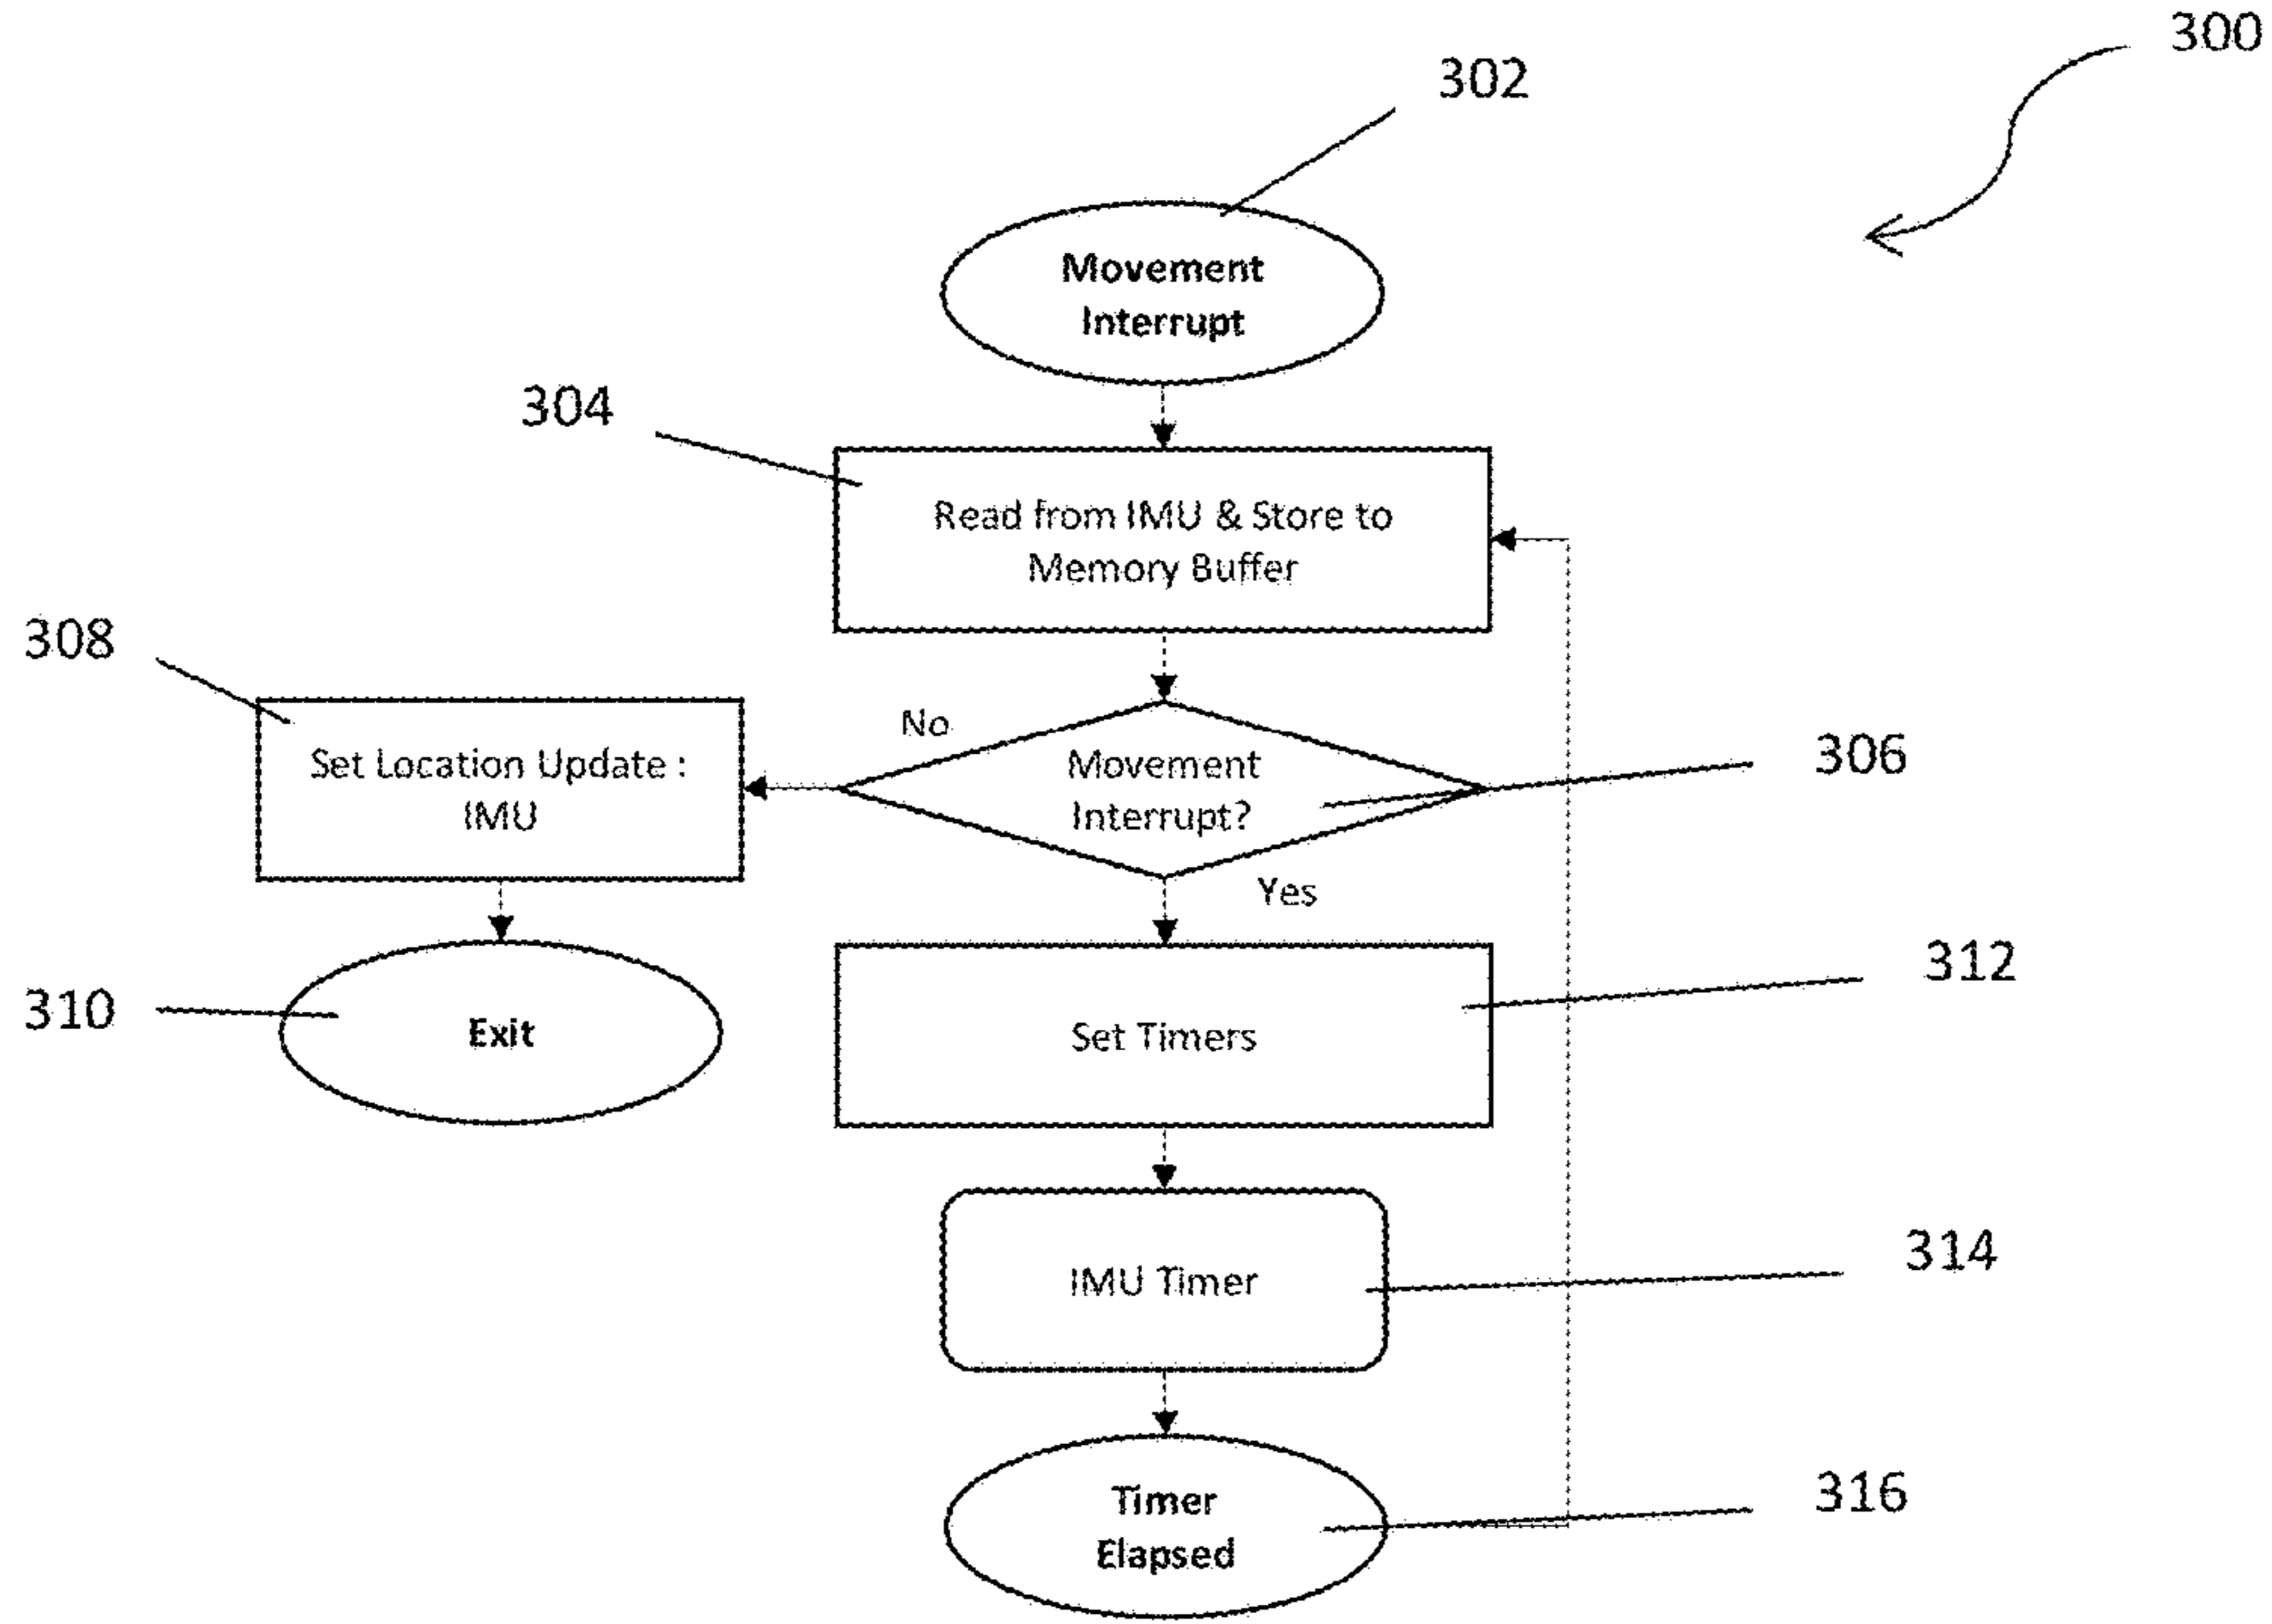 300
302
Movement
Interrupt
304
Read from IMU & Store to
Memory Buffer
308
No
Set Location Update :
IMU
Movement
Interrupt?
306
Yes
312
310
Exit
Set Timers
314
IMU Timer
316
Timer
Elapsed